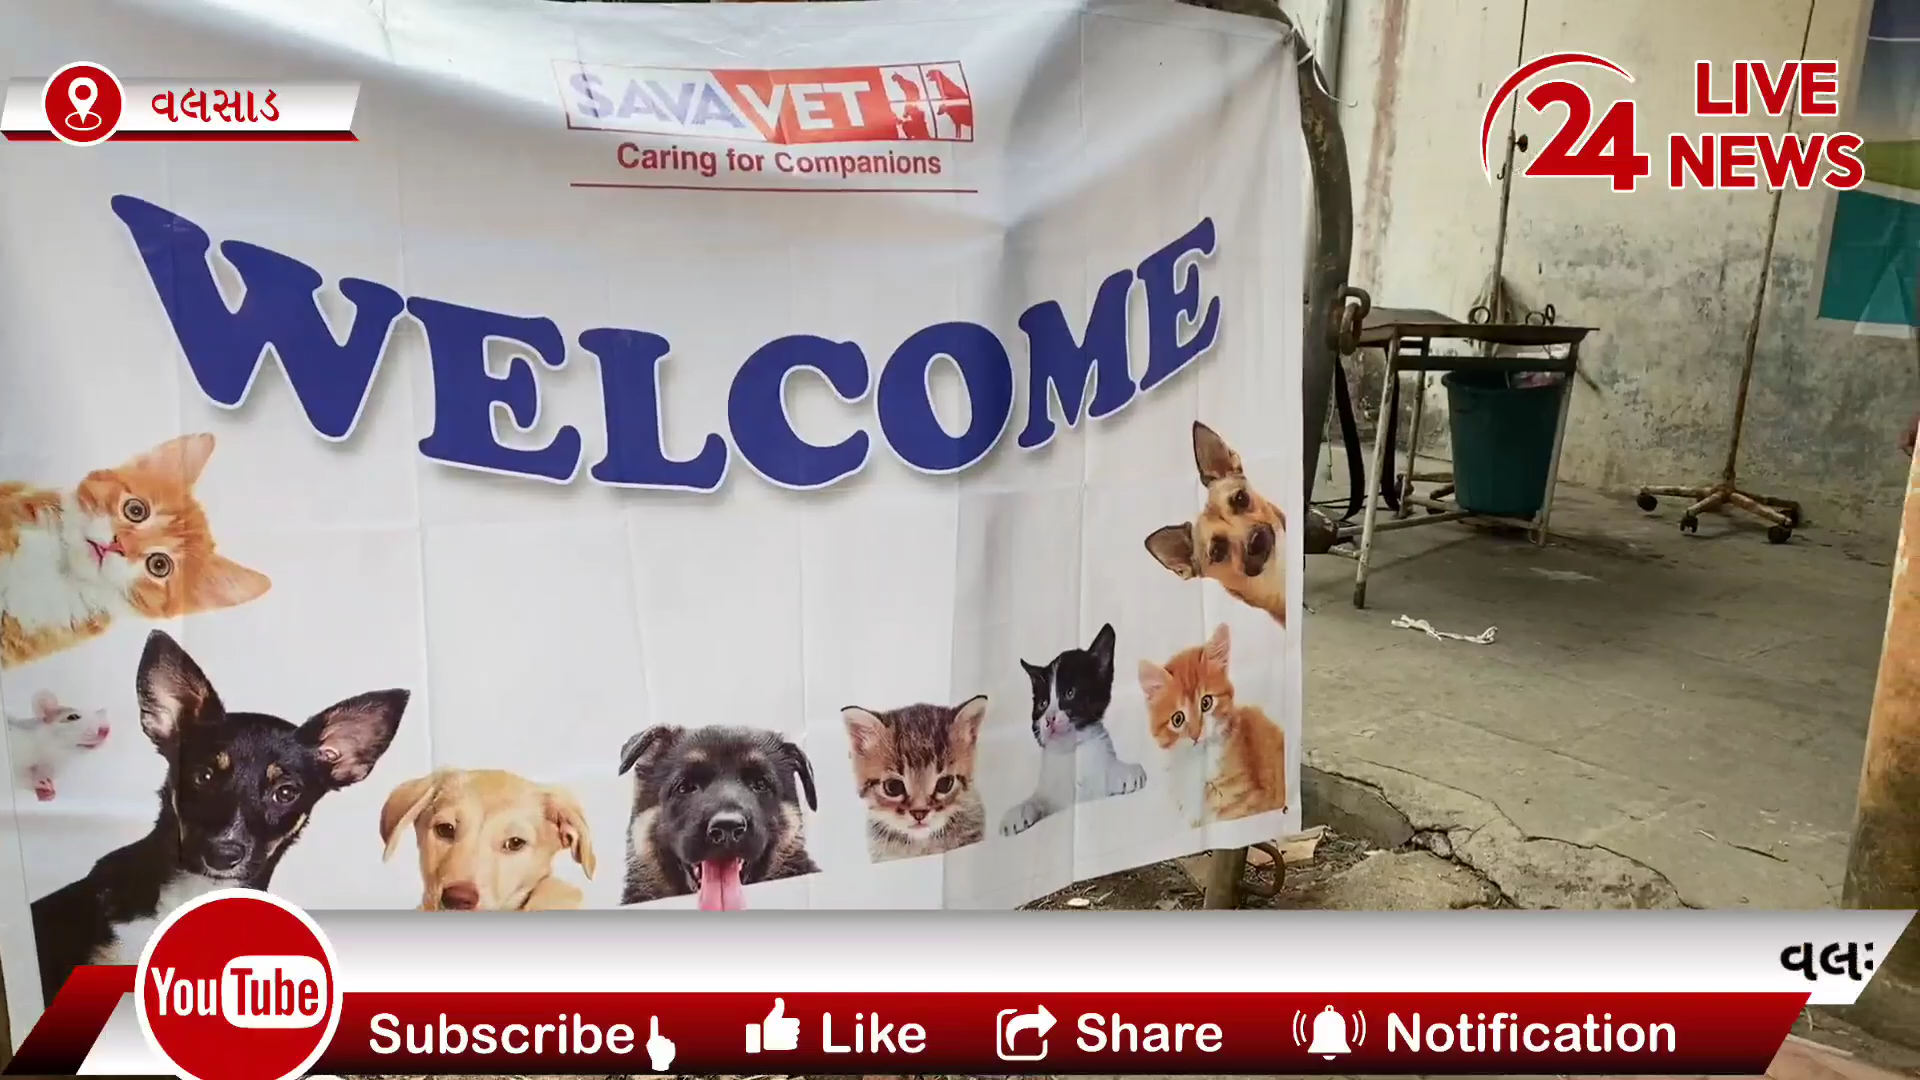 વલસાડ
SAVAVET
Caring for Companions
24 LIVE NEWS
WELCOME
YouTube
Subscribe
Like
Share
Notification